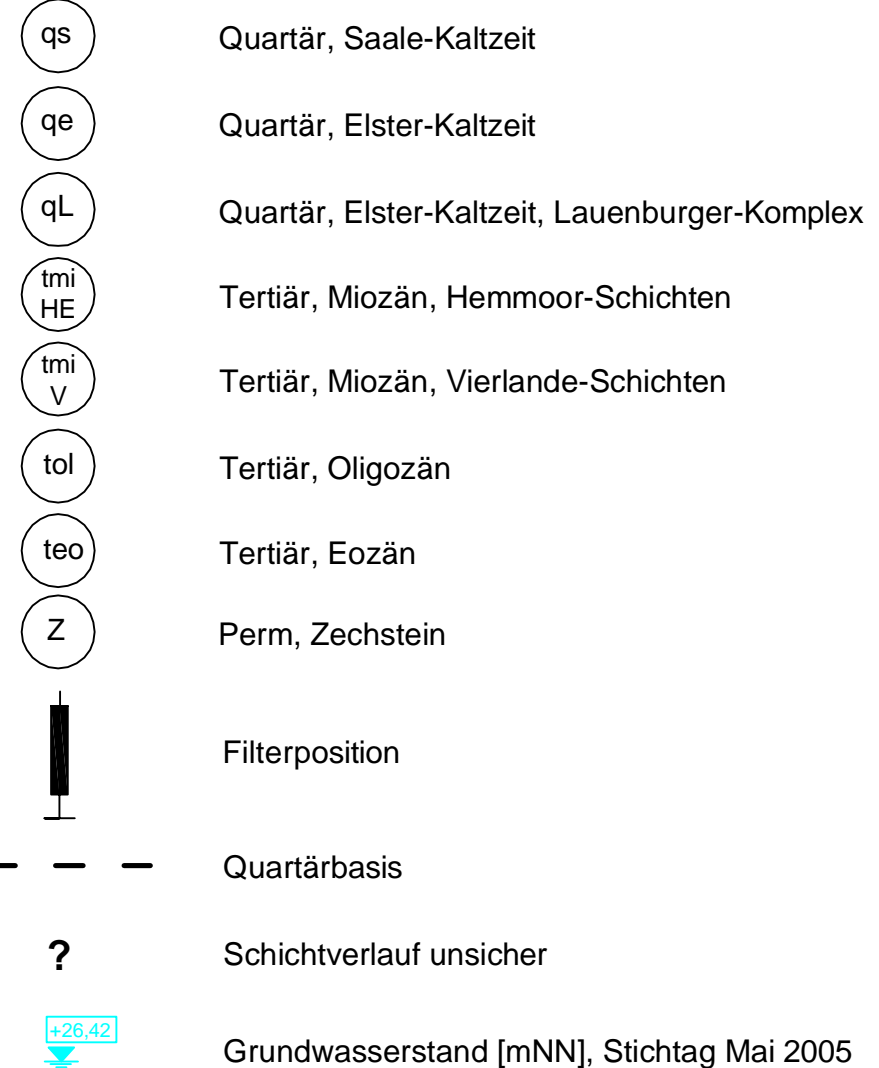 qs Quartär, Saale-Kaltzeit
qe Quartär, Elster-Kaltzeit
qL Quartär, Elster-Kaltzeit, Lauenburger-Komplex
tmi
HE Tertiär, Miozän, Hemmoor-Schichten
tmi
V Tertiär, Miozän, Vierlande-Schichten
tol Tertiär, Oligozän
teo Tertiär, Eozän
Z Perm, Zechstein
Filterposition
Quartärbasis
? Schichtverlauf unsicher
+26,42
Grundwasserstand [mNN], Stichtag Mai 2005